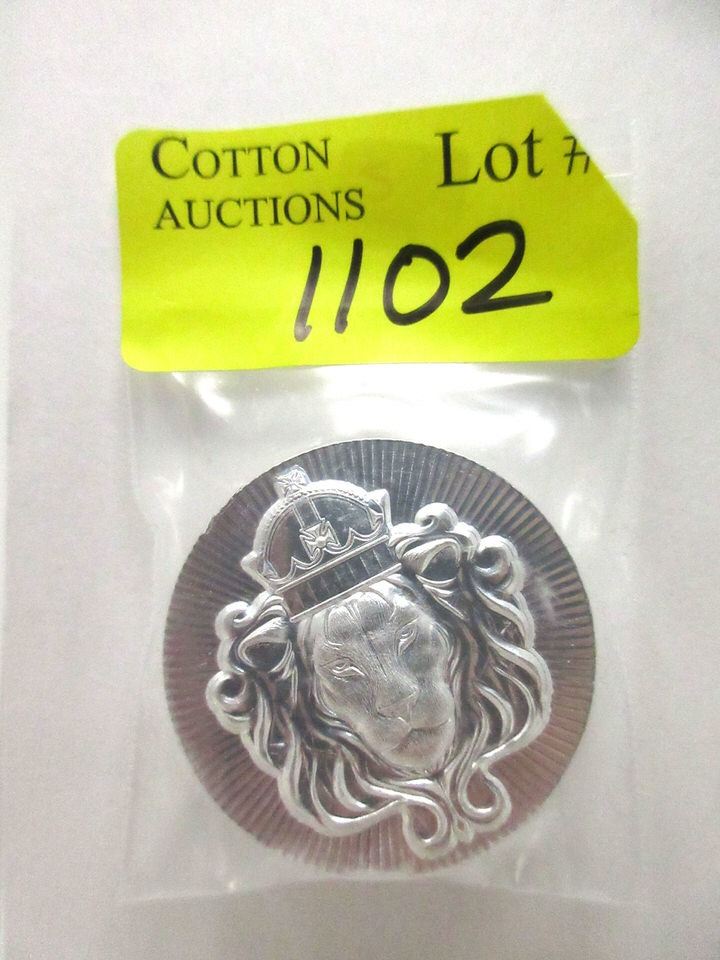 COTTON
AUCTIONS
Lot #
1102